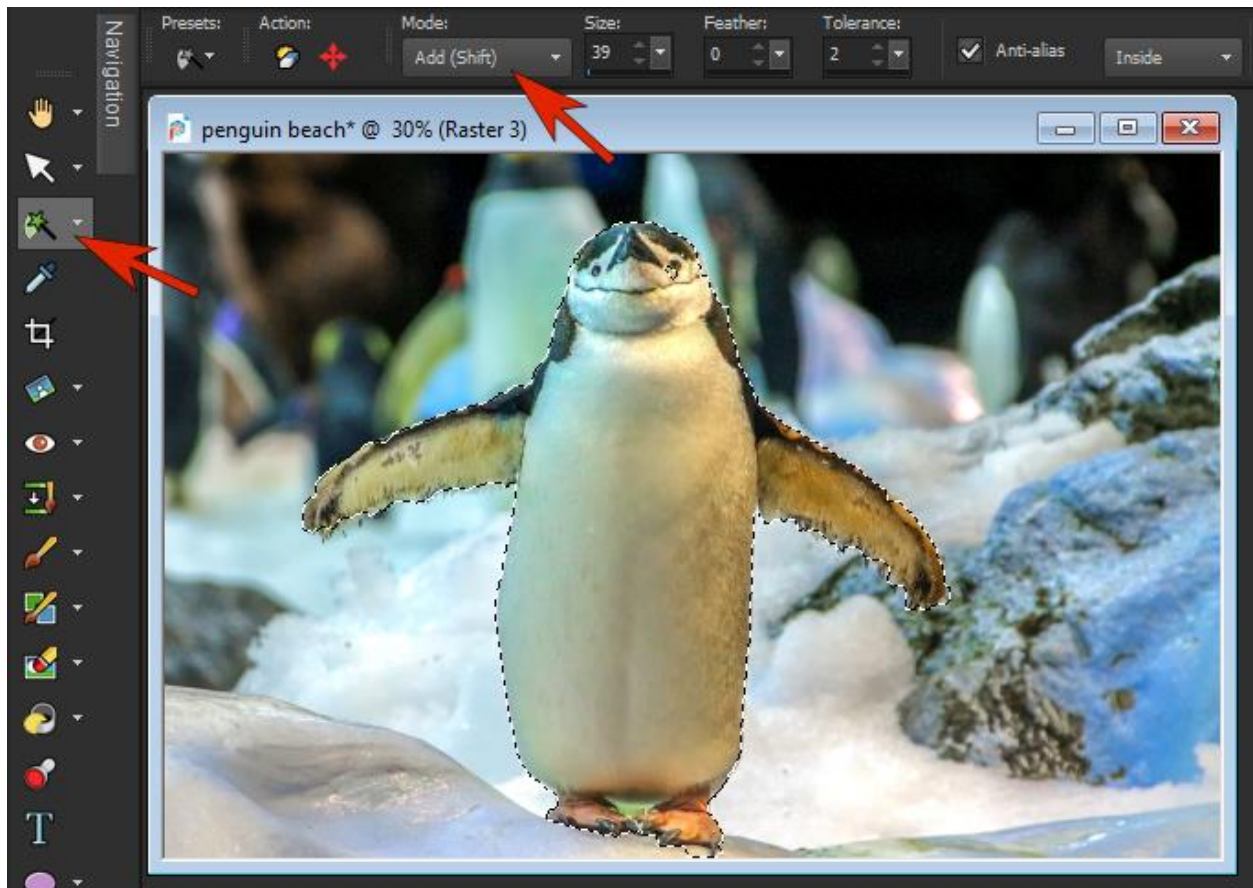 Navigation
Presets:
Action:
Mode:
Size:
Feather:
Tolerance:
Add (Shift)
39
0
2
Anti-alias
Inside
penguin beach* @ 30% (Raster 3)
T